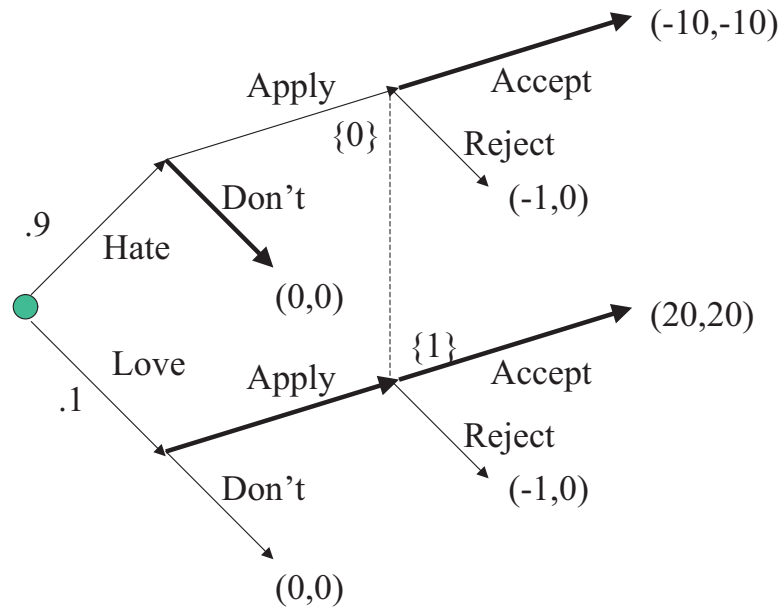 (-10,-10)
Apply
Accept
{0}
Reject
Don't
(-1,0)
.9
Hate
(0,0)
(20,20)
Love
{1}
Apply
Accept
.1
Reject
Don't
(-1,0)
(0,0)